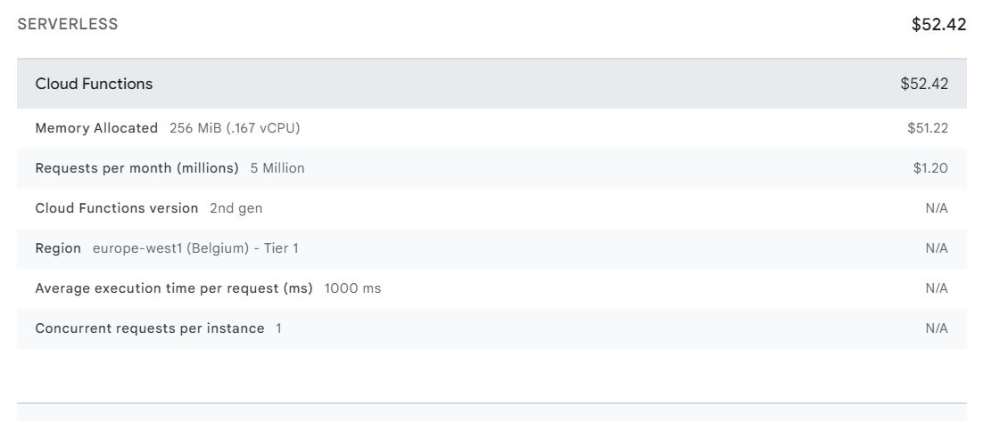 SERVERLESS $52.42
Cloud Functions $52.42
Memory Allocated 256 MiB (.167 vCPU) $51.22
Requests per month (millions) 5 Million $1.20
Cloud Functions version 2nd gen N/A
Region europe-west1 (Belgium) - Tier 1 N/A
Average execution time per request (ms) 1000 ms N/A
Concurrent requests per instance 1 N/A